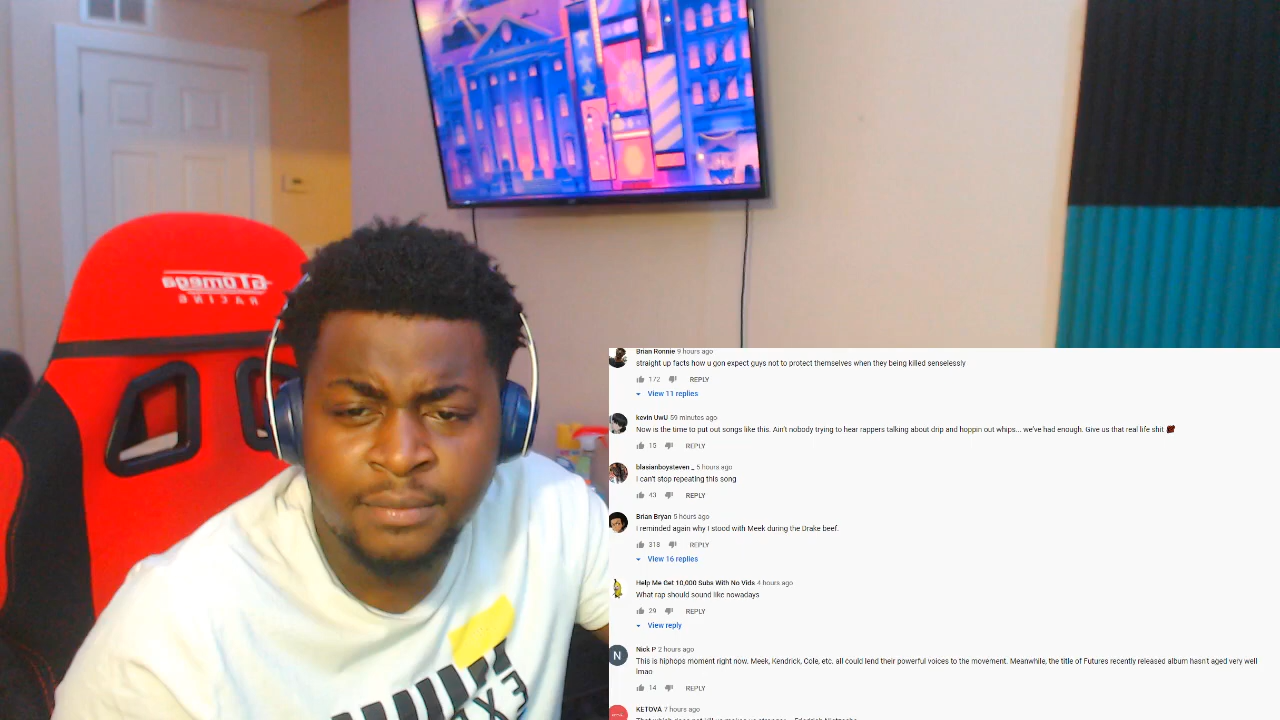 GTOmega
RACING
Brian Ronnie 9 hours ago
straight up facts how u gon expect guys not to protect themselves when they being killed senselessly
172 REPLY
View 11 replies
kevin UwU 59 minutes ago
Now is the time to put out songs like this. Ain't nobody trying to hear rappers talking about drip and hoppin out whips... we've had enough. Give us that real life shit
15 REPLY
blasianboysteven _ 5 hours ago
I can't stop repeating this song
43 REPLY
Brian Bryan 5 hours ago
I reminded again why I stood with Meek during the Drake beef.
318 REPLY
View 16 replies
Help Me Get 10,000 Subs With No Vids 4 hours ago
What rap should sound like nowadays
29 REPLY
View reply
N
Nick P 2 hours ago
This is hiphops moment right now. Meek, Kendrick, Cole, etc. all could lend their powerful voices to the movement. Meanwhile, the title of Futures recently released album hasn't aged very well
lmao
14 REPLY
KETOVA 7 hours ago